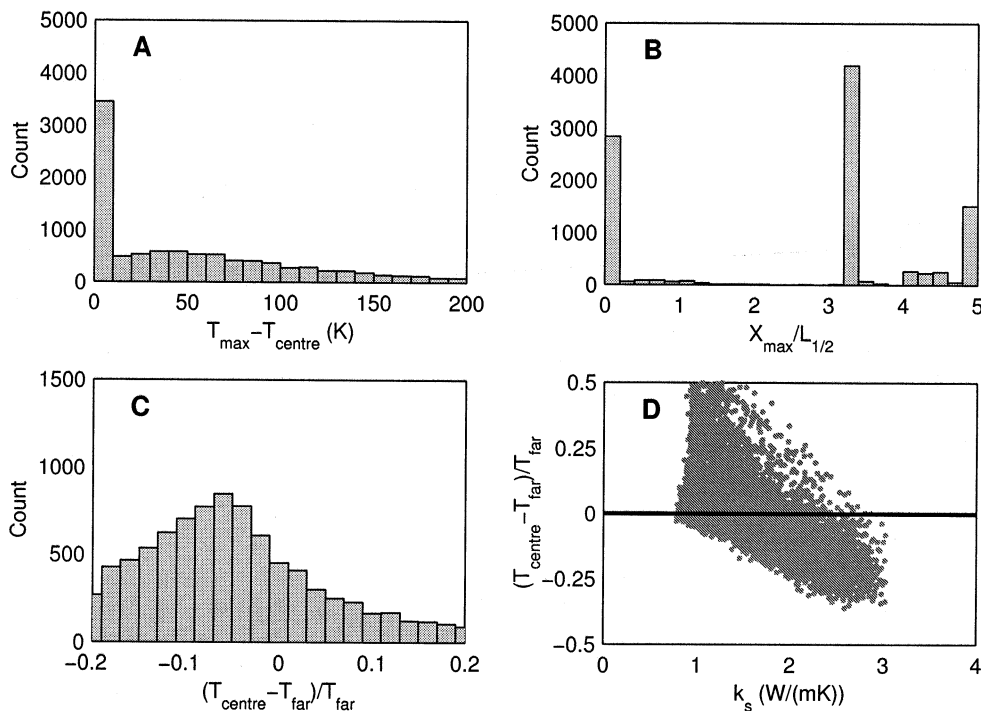 A
Count
5000
4000
3000
2000
1000
0
0 50 100 150 200
T_max−T_centre (K)
B
Count
5000
4000
3000
2000
1000
0
0 1 2 3 4 5
X_max/L_1/2
C
Count
1500
1000
500
0
−0.2 −0.1 0 0.1 0.2
(T_centre−T_far)/T_far
D
(T_centre−T_far)/T_far
0.5
0.25
0
−0.25
−0.5
0 1 2 3 4
k_s (W/(mK))